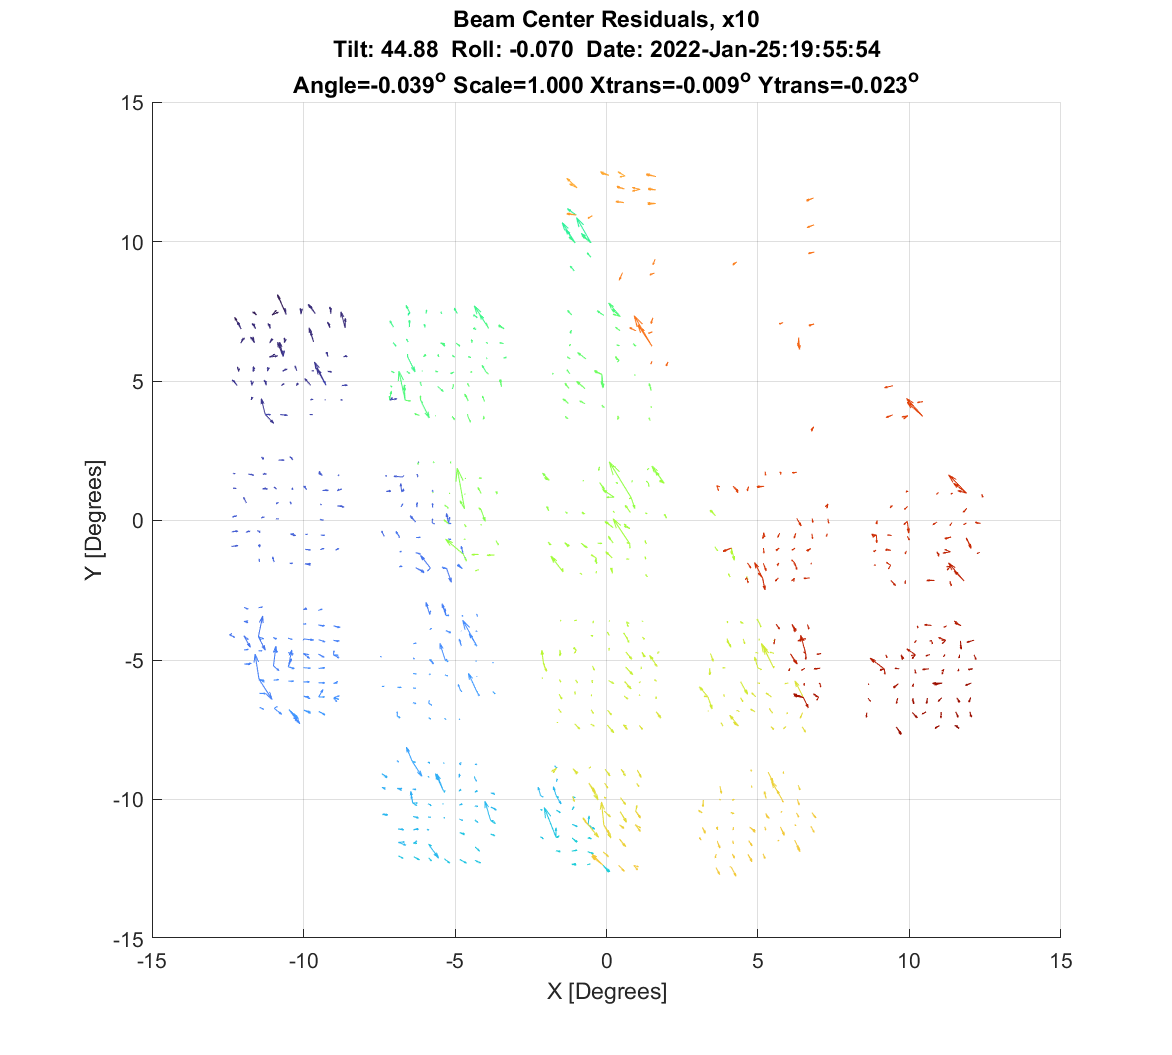 Beam Center Residuals, x10
Tilt: 44.88 Roll: -0.070 Date: 2022-Jan-25:19:55:54
Angle=-0.039° Scale=1.000 Xtrans=-0.009° Ytrans=-0.023°
15
10
5
0
-5
-10
-15
Y [Degrees]
-15 -10 -5 0 5 10 15
X [Degrees]